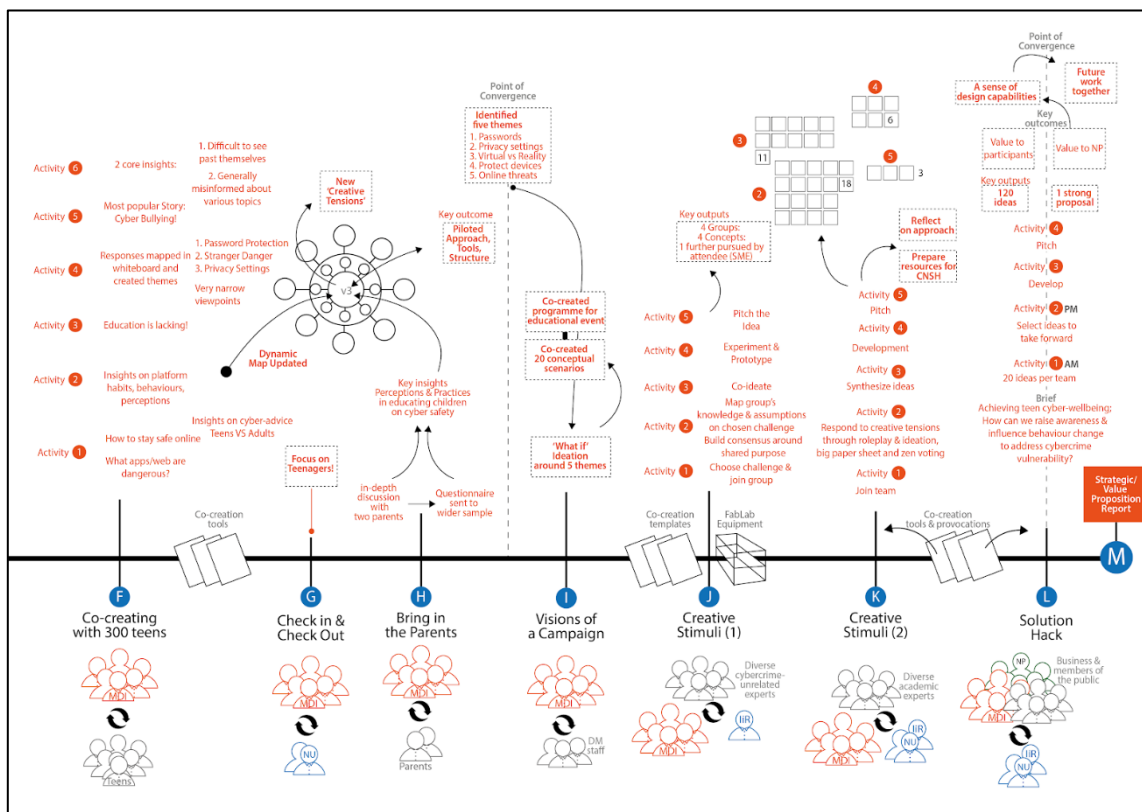 Activity 6
2 core insights:
1. Difficult to see
past themselves
2. Generally
misinformed about
various topics
Activity 5
Most popular Story:
Cyber Bullying!
Activity 4
Responses mapped in
whiteboard and
created themes
1. Password Protection
2. Stranger Danger
3. Privacy Settings
Very narrow
viewpoints
Activity 3
Education is lacking!
Activity 2
Insights on platform
habits, behaviours,
perceptions
Insights on cyber-advice
Teens VS Adults
Activity 1
How to stay safe online
What apps/web are
dangerous?
New
'Creative
Tensions'
v3
Dynamic
Map Updated
Focus on
Teenagers!
Key outcome
Piloted
Approach,
Tools,
Structure
Key insights
Perceptions & Practices
in educating children
on cyber safety
in-depth
discussion
with
two parents
Questionnaire
sent to
wider sample
Point of
Convergence
Identified
five themes
1. Passwords
2. Privacy settings
3. Virtual vs Reality
4. Protect devices
5. Online threats
Co-created
programme for
educational event
Co-created
20 conceptual
scenarios
'What if'
Ideation
around 5 themes
Key outputs
4 Groups:
4 Concepts:
1 further pursued by
attendee (SME)
Activity 5
Pitch the
Idea
Activity 4
Experiment &
Prototype
Activity 3
Co-ideate
Activity 2
Map group's
knowledge & assumptions
on chosen challenge
Build consensus around
shared purpose
Activity 1
Choose challenge &
join group
4
6
3
11
5
3
2
18
Reflect
on approach
Prepare
resources for
CNSH
Activity 5
Pitch
Activity 4
Development
Activity 3
Synthesize ideas
Activity 2
Respond to creative tensions
through roleplay & ideation,
big paper sheet and zen voting
Activity 1
Join team
Point of
Convergence
A sense of
design capabilities
Future
work
together
Key
outcomes
Value to
participants
Value to NP
Key outputs
120
ideas
1 strong
proposal
Activity 4
Pitch
Activity 3
Develop
Activity 2 PM
Select ideas to
take forward
Activity 1 AM
20 ideas per team
Brief
Achieving teen cyber-wellbeing;
How can we raise awareness &
influence behaviour change
to address cybercrime
vulnerability?
Strategic/
Value
Proposition
Report
Co-creation
tools
Co-creation
templates
FabLab
Equipment
Co-creation
tools & provocations
M
F
Co-creating
with 300 teens
MDI
Teens
G
Check in &
Check Out
MDI
NU
H
Bring in
the Parents
MDI
Parents
I
Visions of
a Campaign
MDI
DM
staff
J
Creative
Stimuli (1)
Diverse
cybercrime-
unrelated
experts
MDI
IiR
K
Creative
Stimuli (2)
Diverse
academic
experts
MDI
IiR
NU
L
Solution
Hack
NP
Business &
members of
the public
MDI
IiR
NU